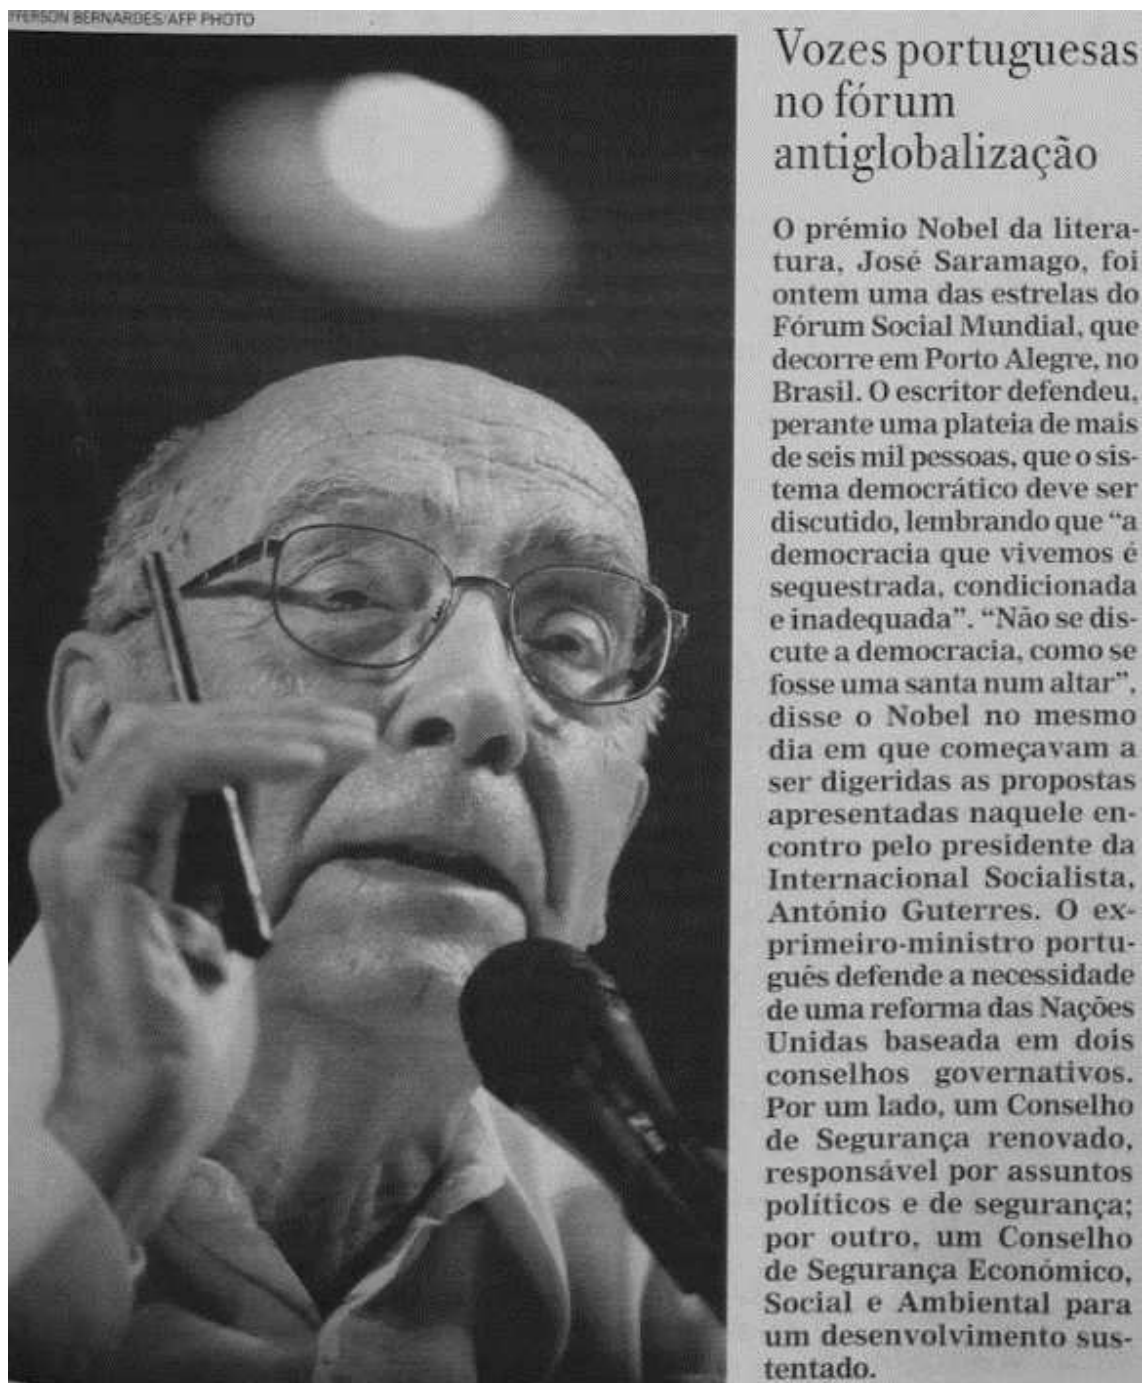 FFERSON BERNARDES/AFP PHOTO
Vozes portuguesas
no fórum
antiglobalização
O prémio Nobel da litera-
tura, José Saramago, foi
ontem uma das estrelas do
Fórum Social Mundial, que
decorre em Porto Alegre, no
Brasil. O escritor defendeu,
perante uma plateia de mais
de seis mil pessoas, que o sis-
tema democrático deve ser
discutido, lembrando que “a
democracia que vivemos é
sequestrada, condicionada
e inadequada”. “Não se dis-
cute a democracia, como se
fosse uma santa num altar”,
disse o Nobel no mesmo
dia em que começavam a
ser digeridas as propostas
apresentadas naquele en-
contro pelo presidente da
Internacional Socialista,
António Guterres. O ex-
primeiro-ministro portu-
guês defende a necessidade
de uma reforma das Nações
Unidas baseada em dois
conselhos governativos.
Por um lado, um Conselho
de Segurança renovado,
responsável por assuntos
políticos e de segurança;
por outro, um Conselho
de Segurança Económico,
Social e Ambiental para
um desenvolvimento sus-
tentado.